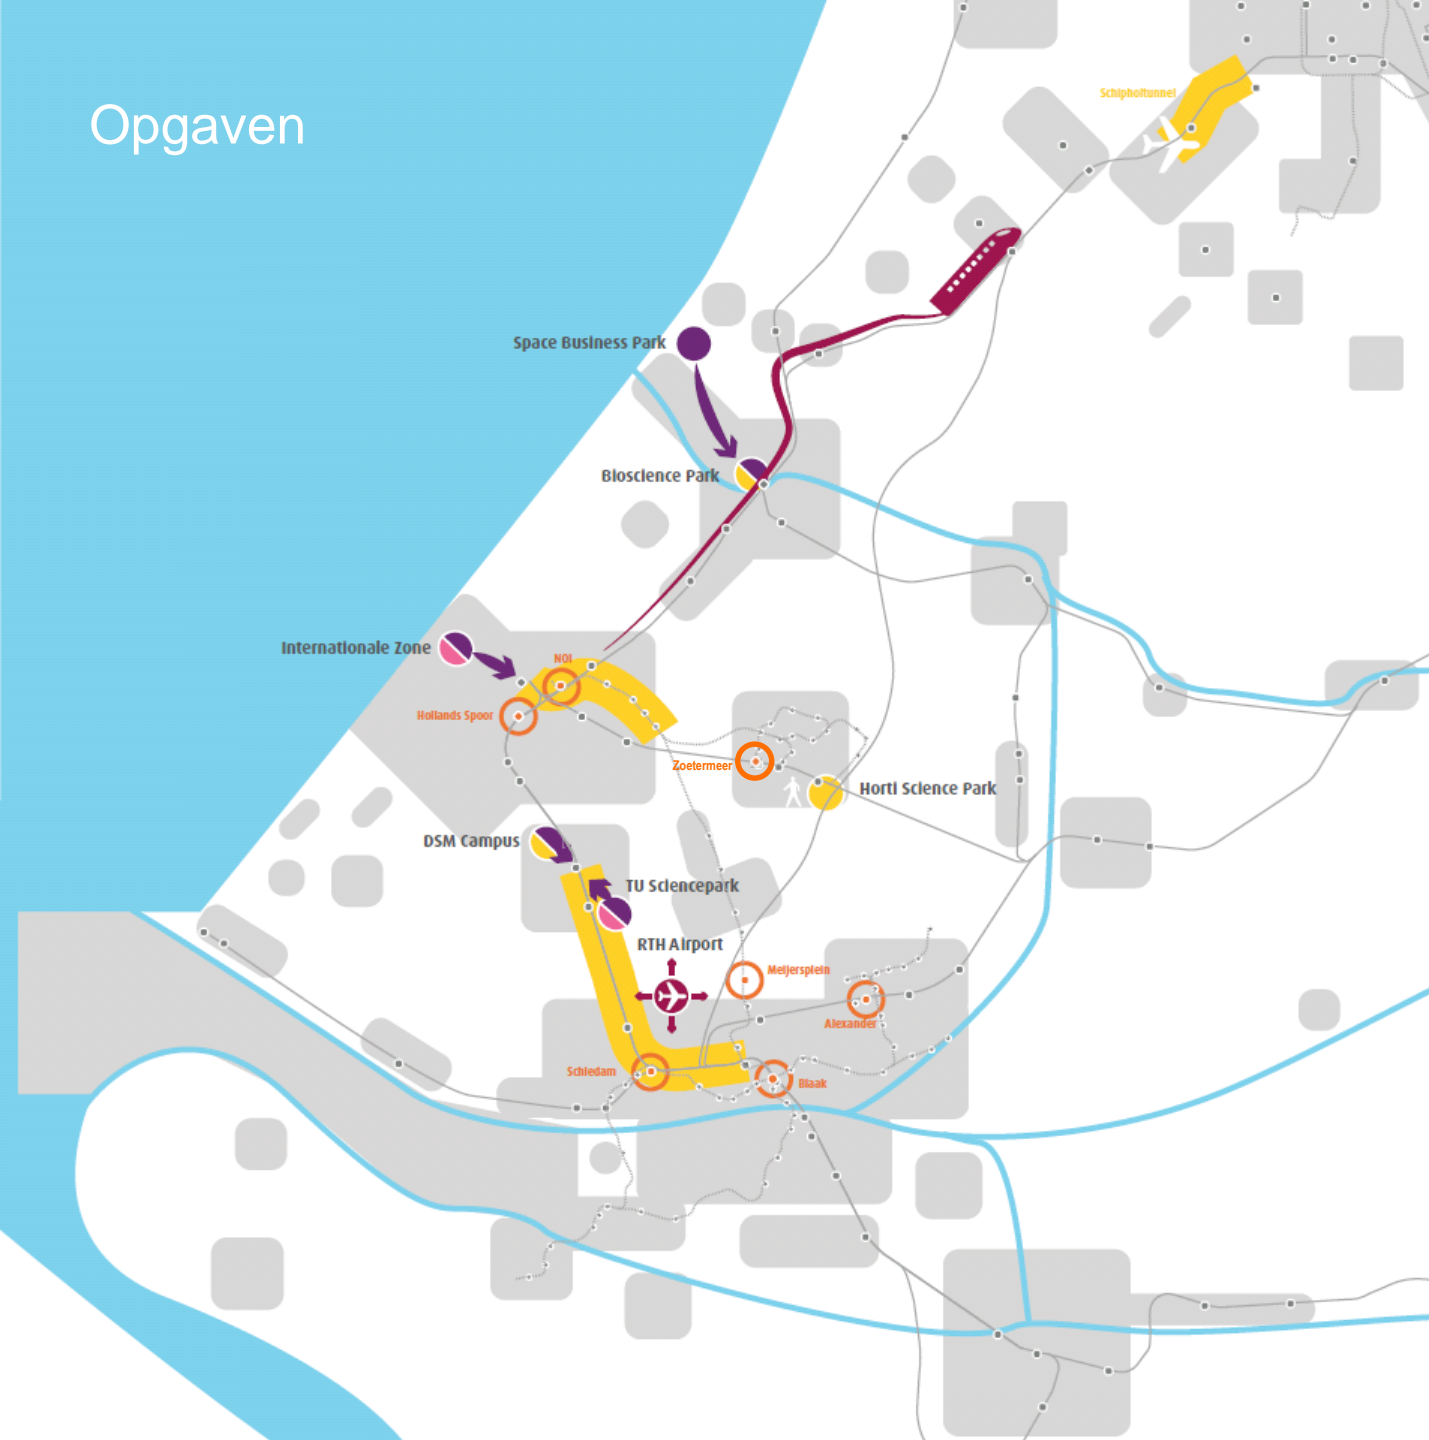 Opgaven
Schipholtunnel
Space Business Park
Bioscience Park
Internationale Zone
NOI
Hollands Spoor
Zoetermeer
Horti Science Park
DSM Campus
TU Sciencepark
RTH Airport
Meijersplein
Alexander
Schiedam
Blaak